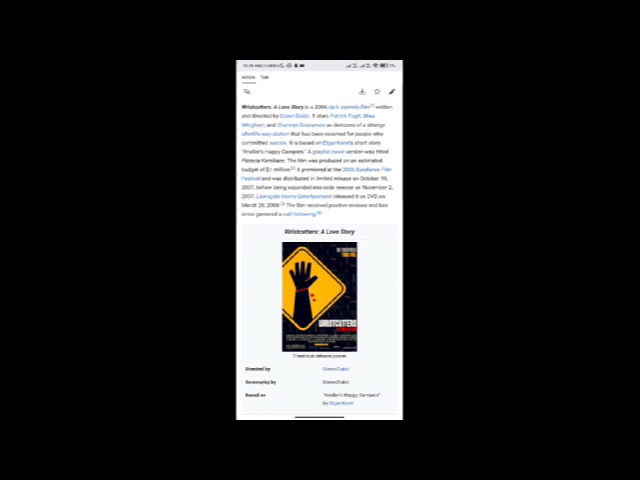 Article Talk
Wristcutters: A Love Story is a 2006 dark comedy film written
and directed by Goran Dukić. It stars Patrick Fugit, Shea
Whigham, and Shannyn Sossamon as denizens of a strange
afterlife way-station that has been reserved for people who
committed suicide. It is based on Etgar Keret's short story
"Kneller's Happy Campers." A graphic novel version was titled
Pizzeria Kamikaze. The film was produced on an estimated
budget of $1 million. It premiered at the 2006 Sundance Film
Festival and was distributed in limited release on October 19,
2007, before being expanded into wide release on November 2,
2007. Lionsgate Home Entertainment released it on DVD on
March 25, 2008. The film received positive reviews and has
since garnered a cult following.
Wristcutters: A Love Story
WRISTCUTTERS
Theatrical release poster
Directed by Goran Dukić
Screenplay by Goran Dukić
Based on "Kneller's Happy Campers"
by Etgar Keret